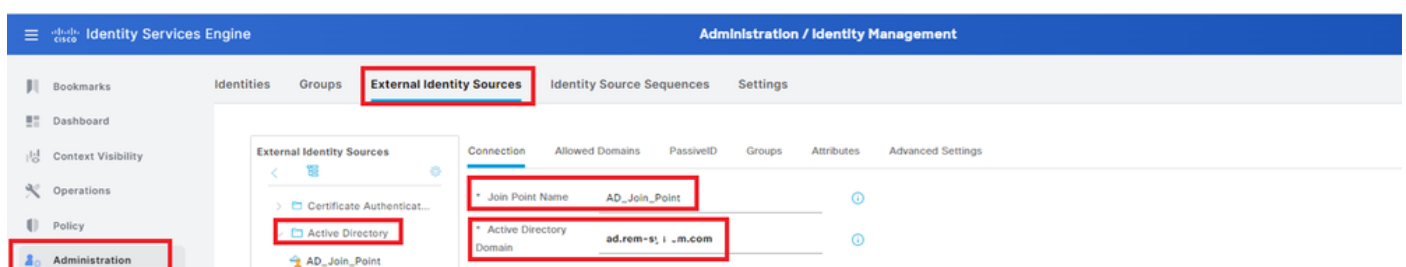 cisco Identity Services Engine
Administration / Identity Management
Bookmarks
Dashboard
Context Visibility
Operations
Policy
Administration
Identities Groups External Identity Sources Identity Source Sequences Settings
External Identity Sources
Certificate Authenticat...
Active Directory
AD_Join_Point
Connection Allowed Domains PassiveID Groups Attributes Advanced Settings
* Join Point Name AD_Join_Point
* Active Directory
Domain